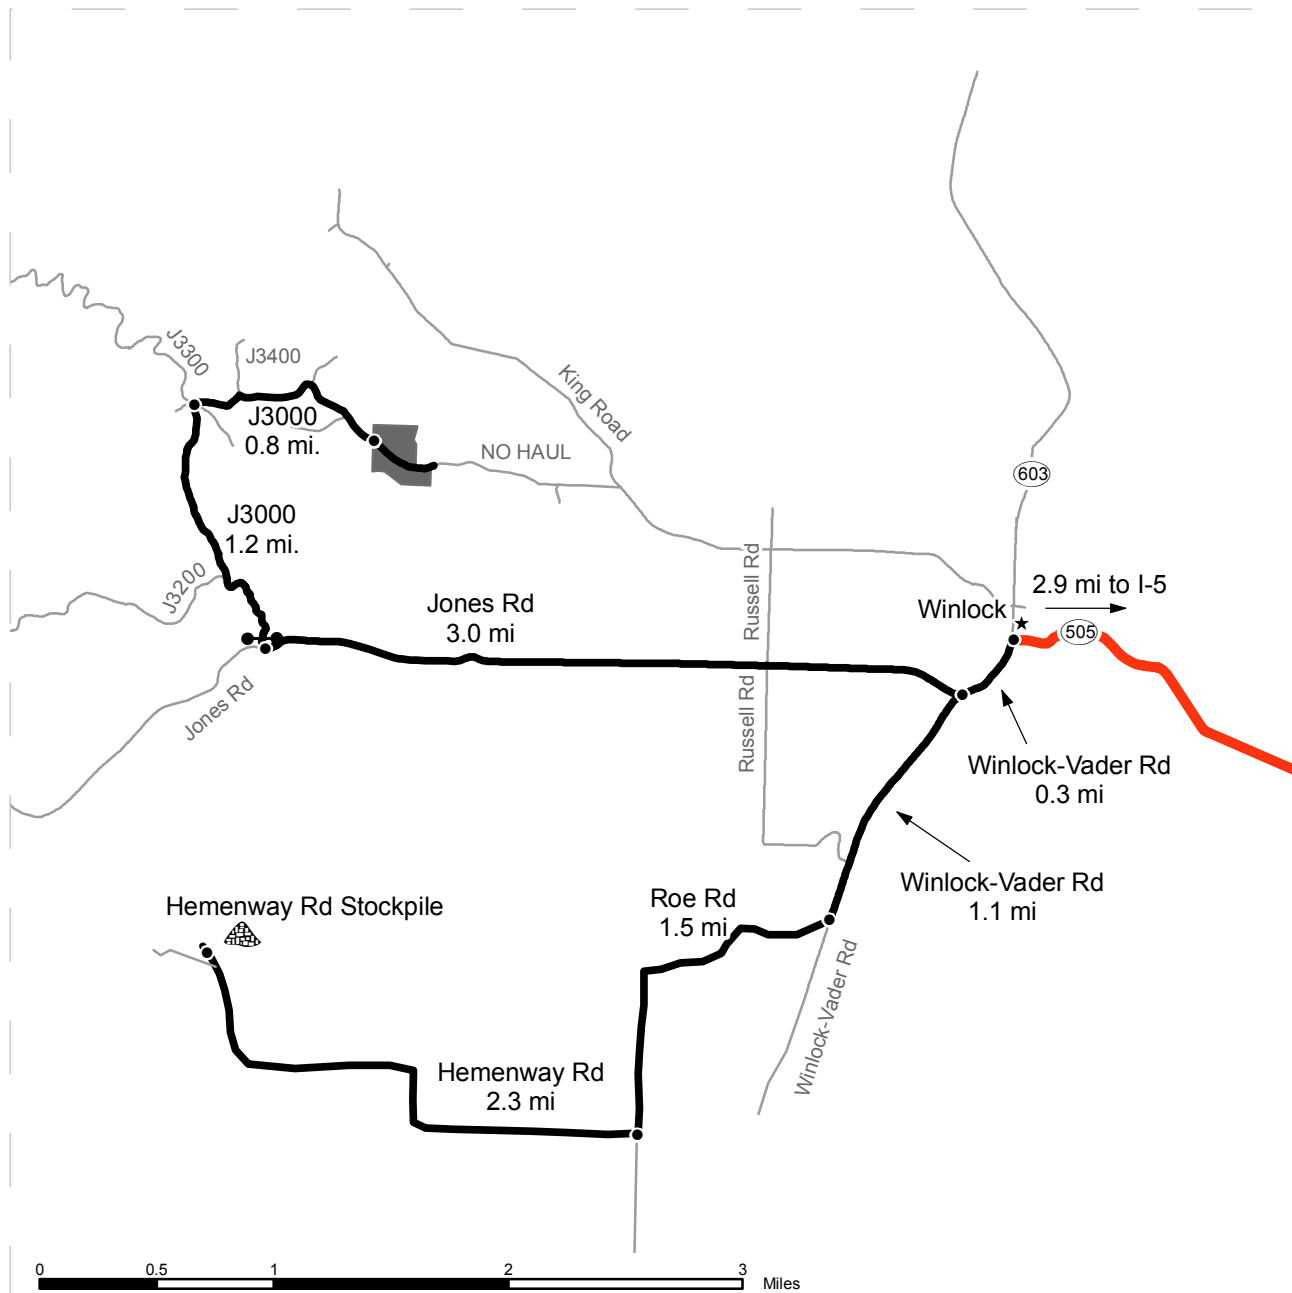 J3300
J3400
J3000
0.8 mi.
King Road
NO HAUL
603
J3000
1.2 mi.
J3200
Russell Rd
2.9 mi to I-5
Winlock
505
Jones Rd
3.0 mi
Jones Rd
Russell Rd
Winlock-Vader Rd
0.3 mi
Winlock-Vader Rd
1.1 mi
Roe Rd
1.5 mi
Hemenway Rd Stockpile
Winlock-Vader Rd
Hemenway Rd
2.3 mi
0 0.5 1 2 3
Miles